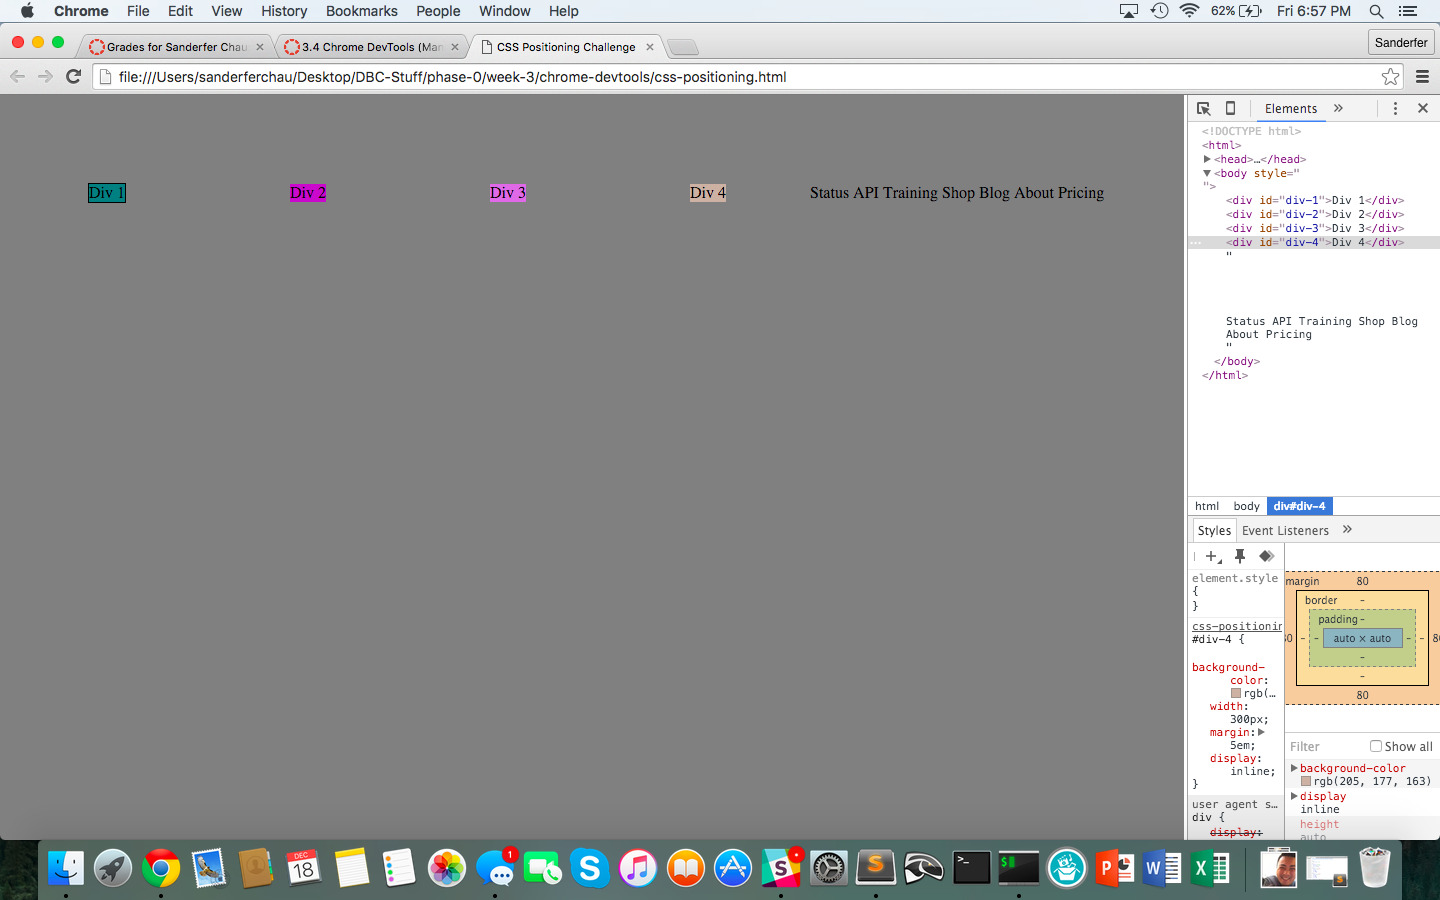 Chrome File Edit View History Bookmarks People Window Help 62% Fri 6:57 PM
Grades for Sanderfer Chau × 3.4 Chrome DevTools (Man × CSS Positioning Challenge × Sanderfer
file:///Users/sanderferchau/Desktop/DBC-Stuff/phase-0/week-3/chrome-devtools/css-positioning.html
Div 1 Div 2 Div 3 Div 4 Status API Training Shop Blog About Pricing
Elements »
<!DOCTYPE html>
<html>
<head>…</head>
<body style="
">
<div id="div-1">Div 1</div>
<div id="div-2">Div 2</div>
<div id="div-3">Div 3</div>
<div id="div-4">Div 4</div>
"
Status API Training Shop Blog
About Pricing
"
</body>
</html>
html body div#div-4
Styles Event Listeners »
element.style
{
}
css-positionin
#div-4 {
background-
color:
rgb(…
width:
300px;
margin:
5em;
display:
inline;
}
user agent s…
div {
display:
margin 80
border -
padding -
80 - - auto × auto - - 80
-
-
80
Filter Show all
background-color
rgb(205, 177, 163)
display
inline
height
auto
DEC
18
1